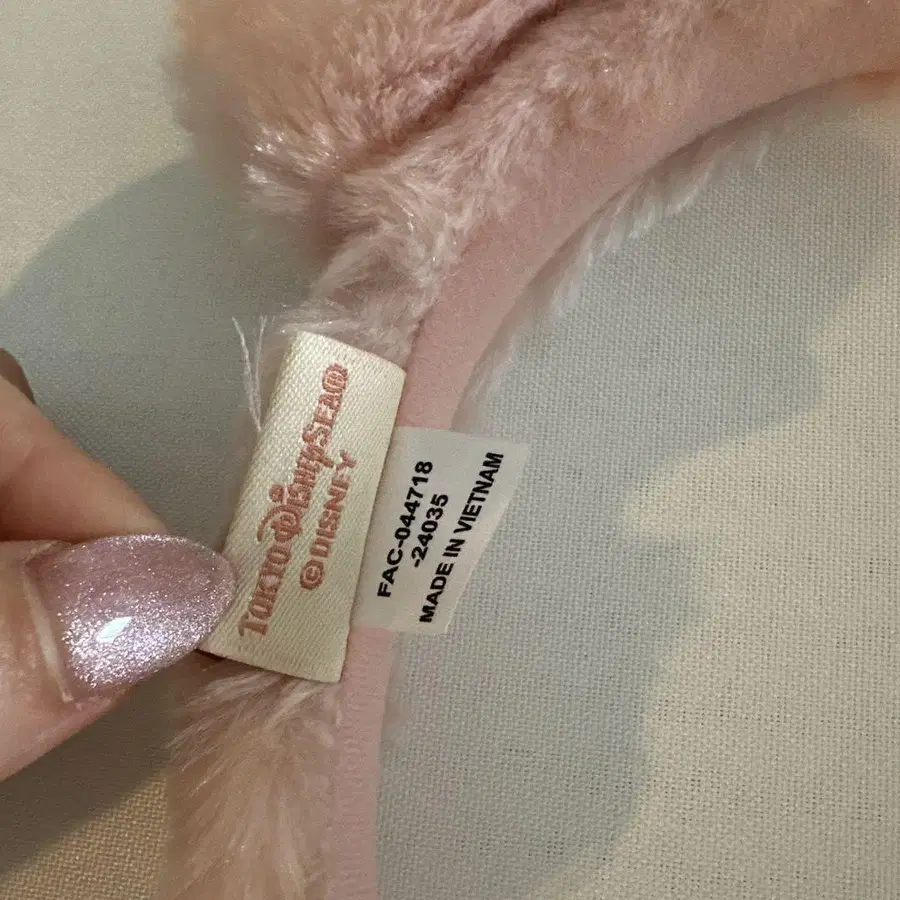 TOKYO DISNEYSEA®
© DISNEY
FAC-044718
-24035
MADE IN VIETNAM